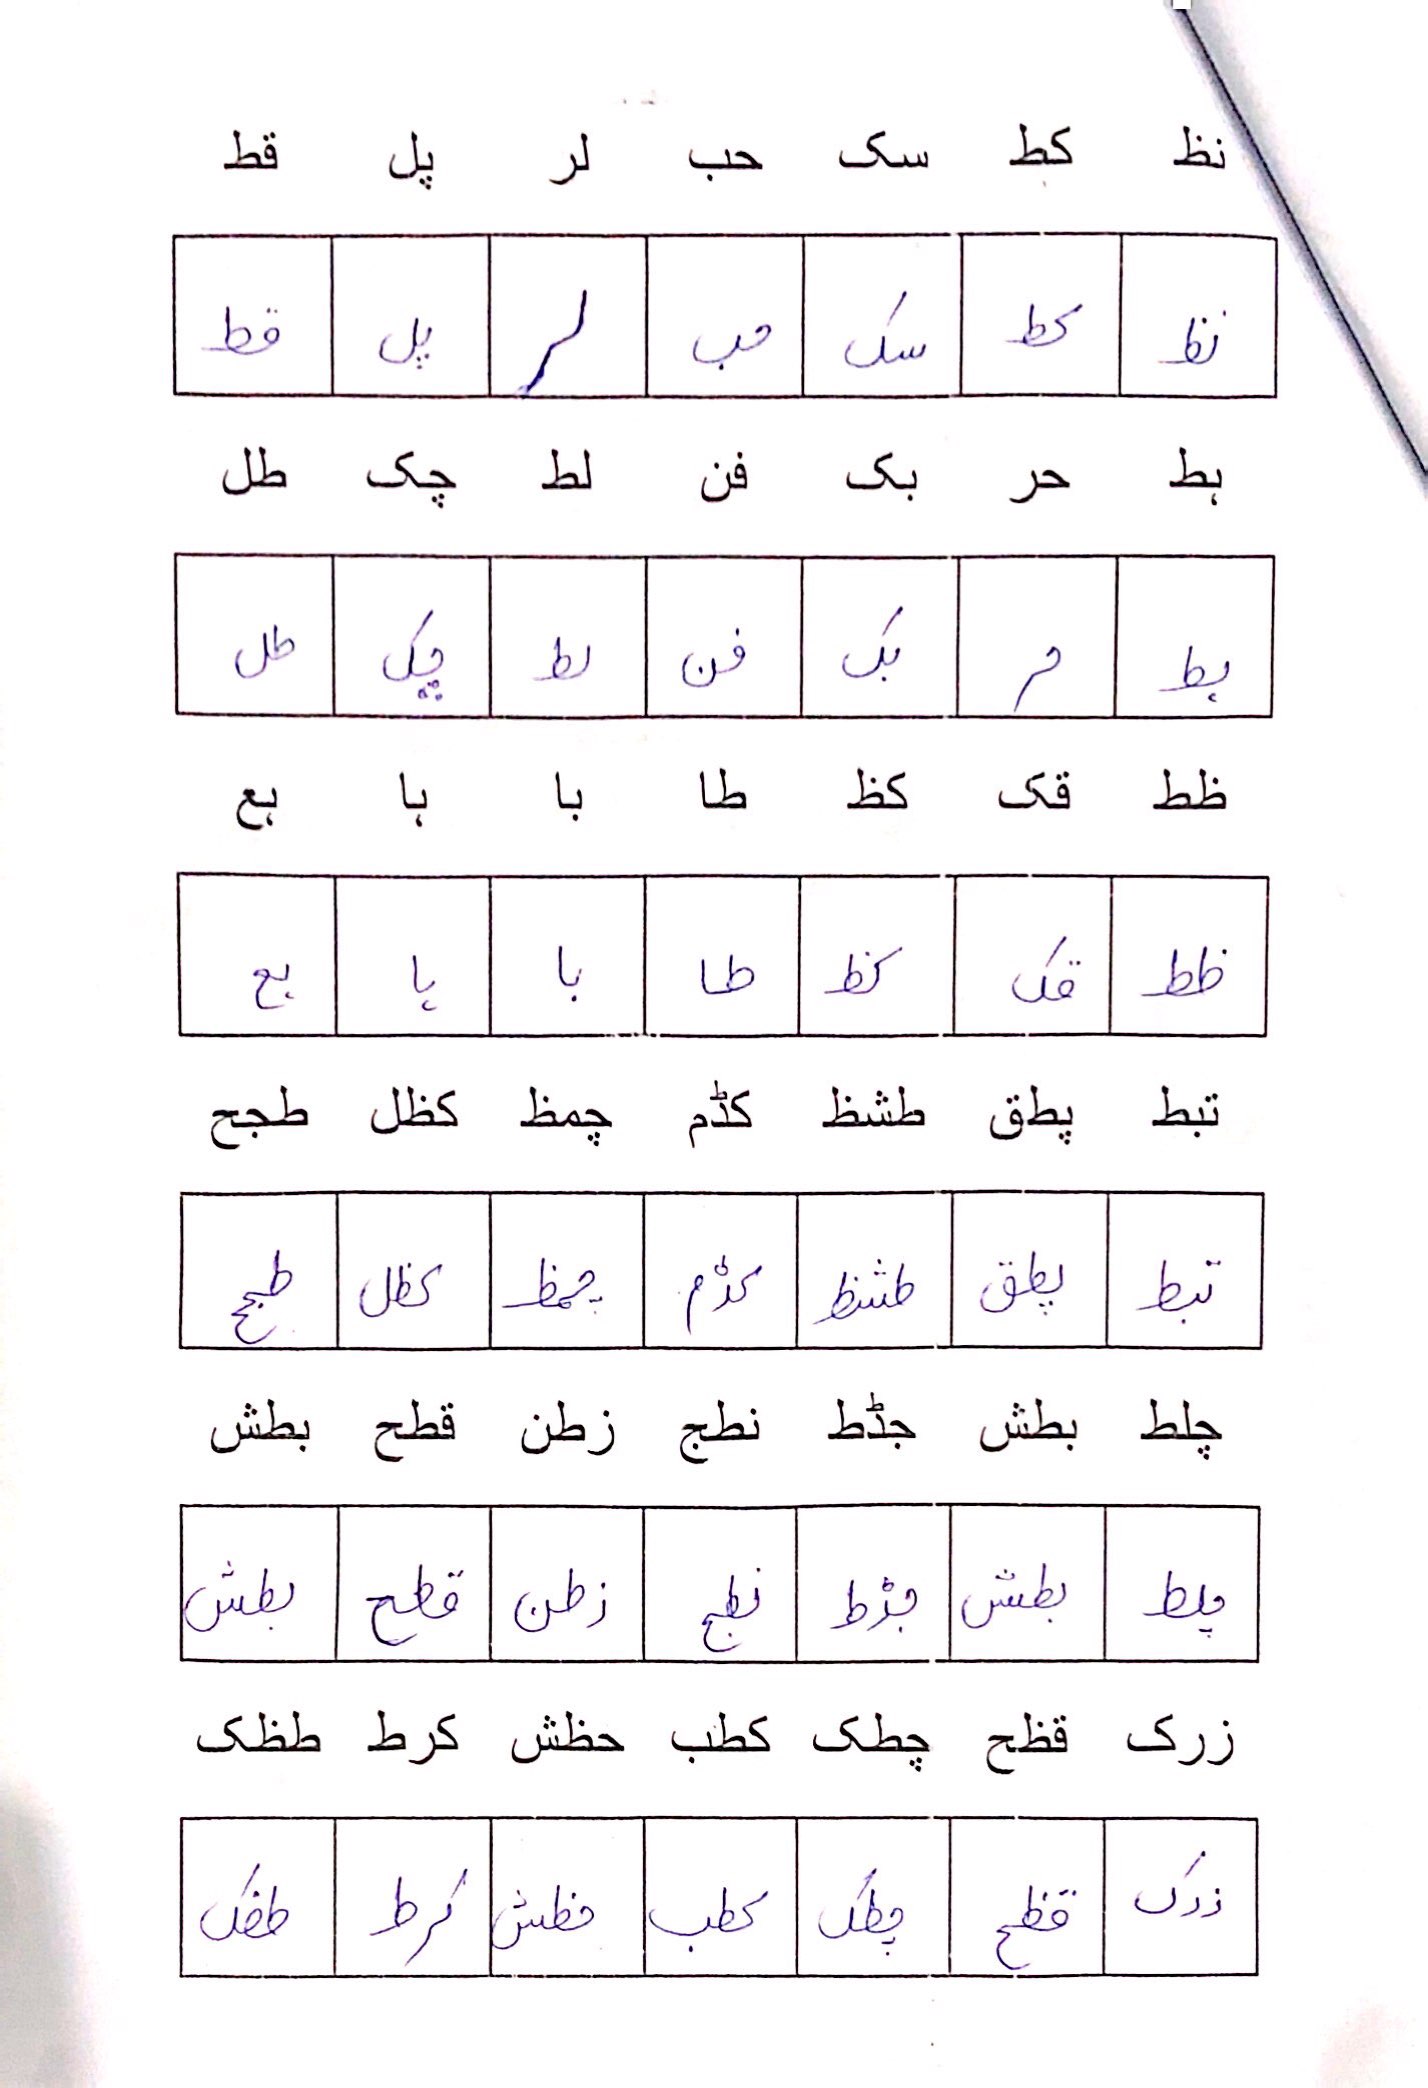 نظ کط سک حب لر پل قط
نظ کط سک حب لر پل قط
ہط حر بک فن لط چک طل
ہط حر بک فن لط چک طل
ظط قک کظ طا با ہا ہع
ظط قک کظ طا با ہا ہع
تبط پطق طشظ کڈم چمظ کظل طجح
تبط پطق طشظ کڈم چمظ کظل طجح
چلط بطش جڈط نطج زطن قطح بطش
چلط بطش جڑط نطج زطن قطح بطش
زرک قظح چطک کطب حظش کرط طظک
زرک قظح چطک کطب حظش کرط طظک